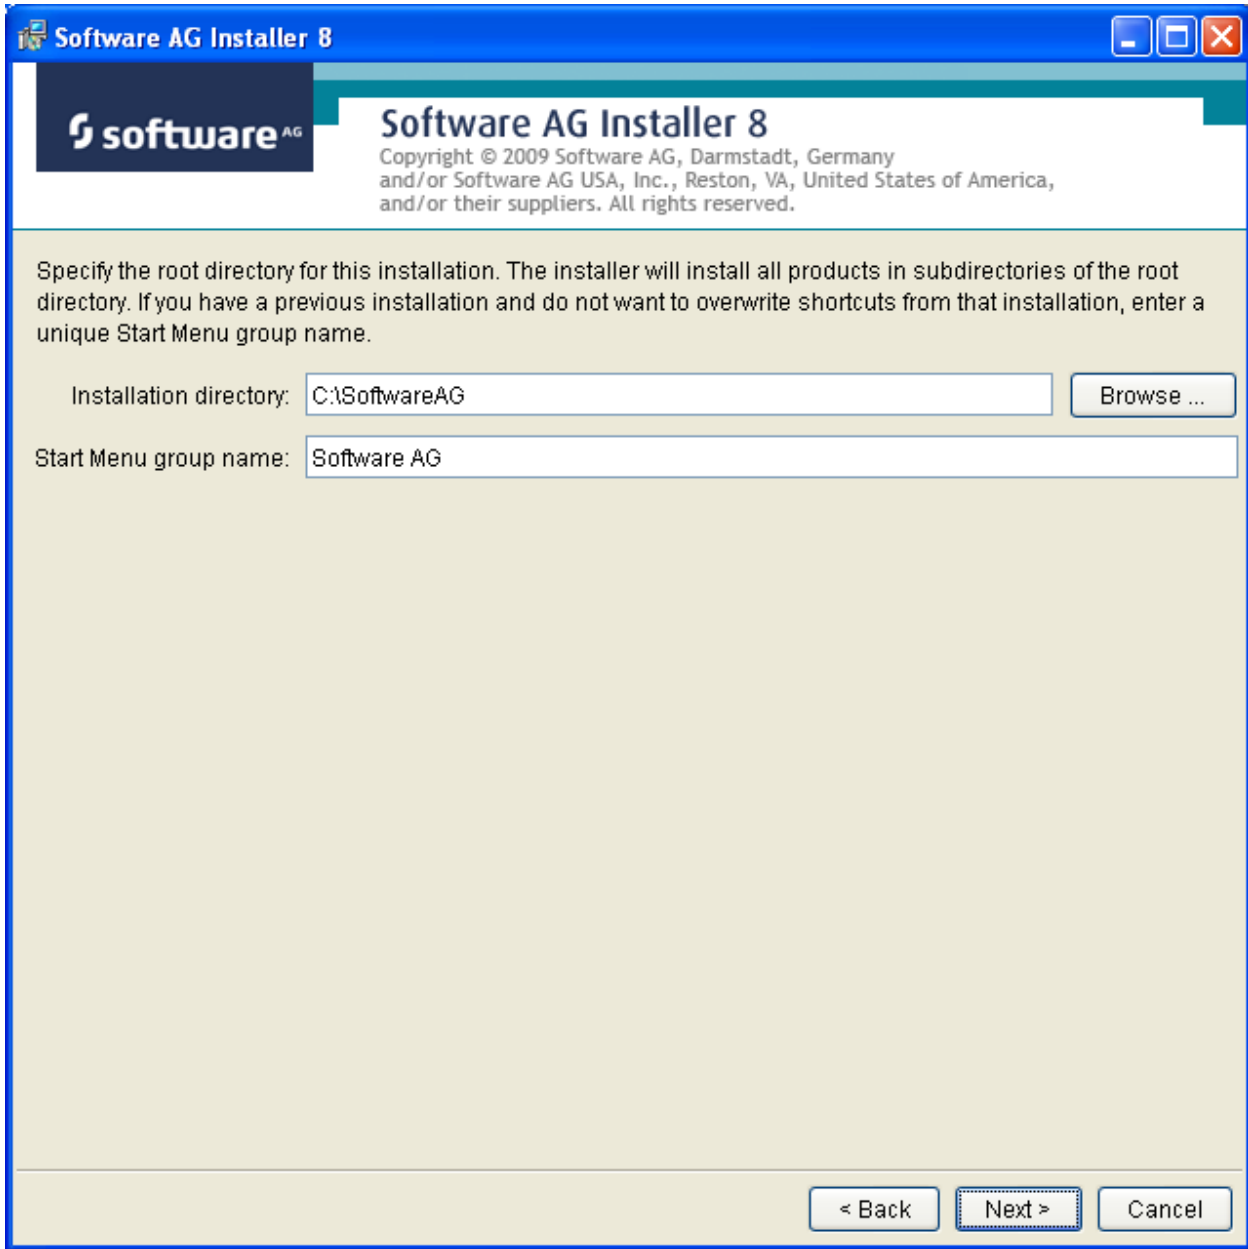 Software AG Installer 8
software AG
Software AG Installer 8
Copyright © 2009 Software AG, Darmstadt, Germany
and/or Software AG USA, Inc., Reston, VA, United States of America,
and/or their suppliers. All rights reserved.
Specify the root directory for this installation. The installer will install all products in subdirectories of the root
directory. If you have a previous installation and do not want to overwrite shortcuts from that installation, enter a
unique Start Menu group name.
Installation directory: C:\SoftwareAG Browse ...
Start Menu group name: Software AG
< Back Next > Cancel